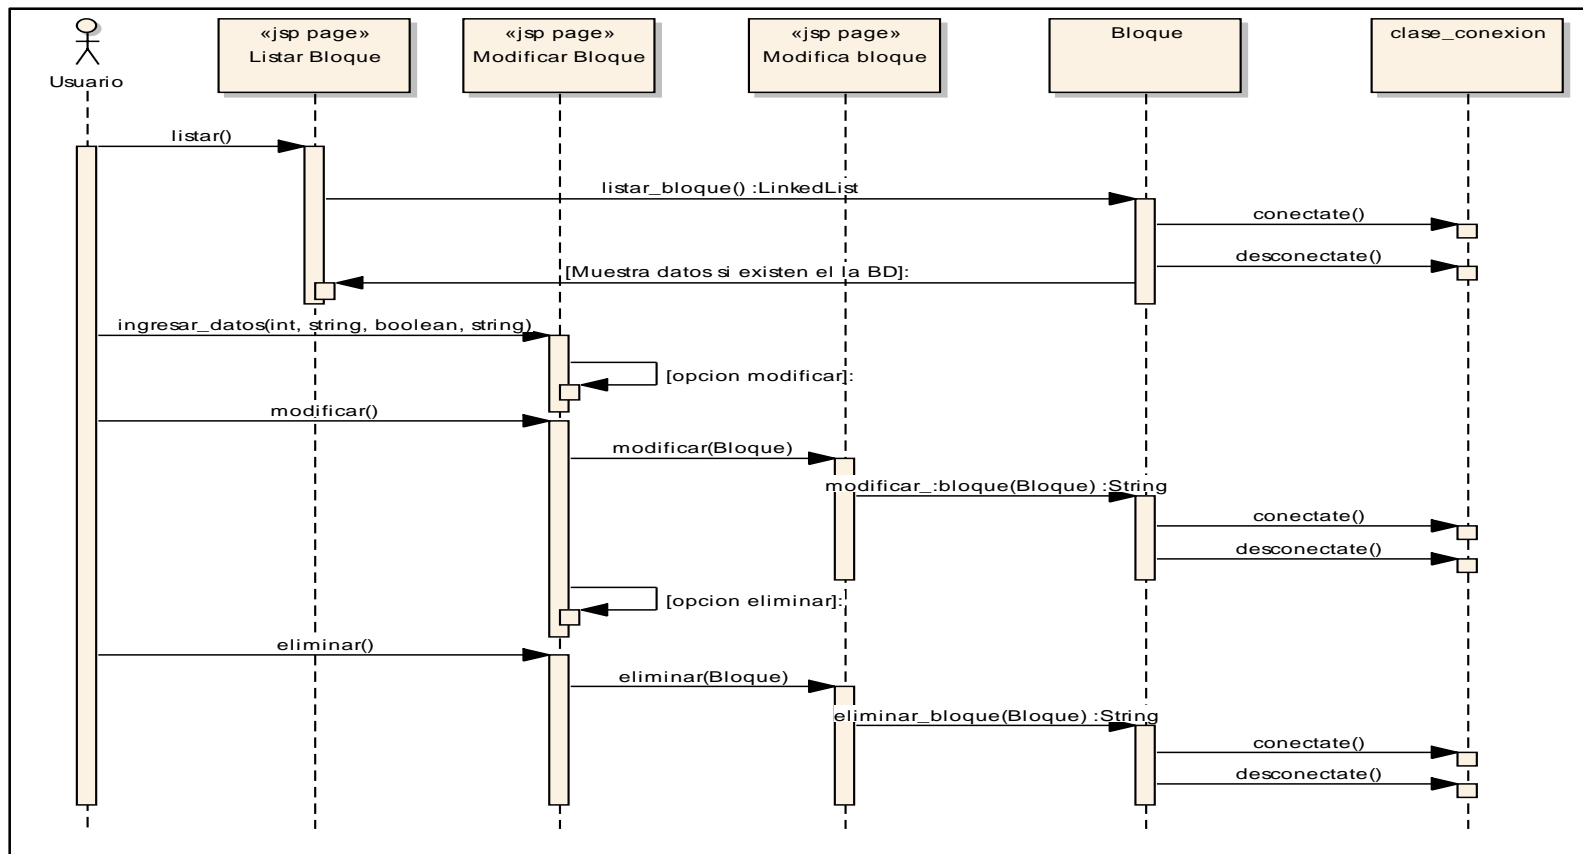 «jsp page»
Listar Bloque
«jsp page»
Modificar Bloque
«jsp page»
Modifica bloque
Bloque
clase_conexion
Usuario
listar()
listar_bloque() :LinkedList
conectate()
desconectate()
[Muestra datos si existen el la BD]:
ingresar_datos(int, string, boolean, string)
[opcion modificar]:
modificar()
modificar(Bloque)
modificar_:bloque(Bloque) :String
conectate()
desconectate()
[opcion eliminar]:
eliminar()
eliminar(Bloque)
eliminar_bloque(Bloque) :String
conectate()
desconectate()